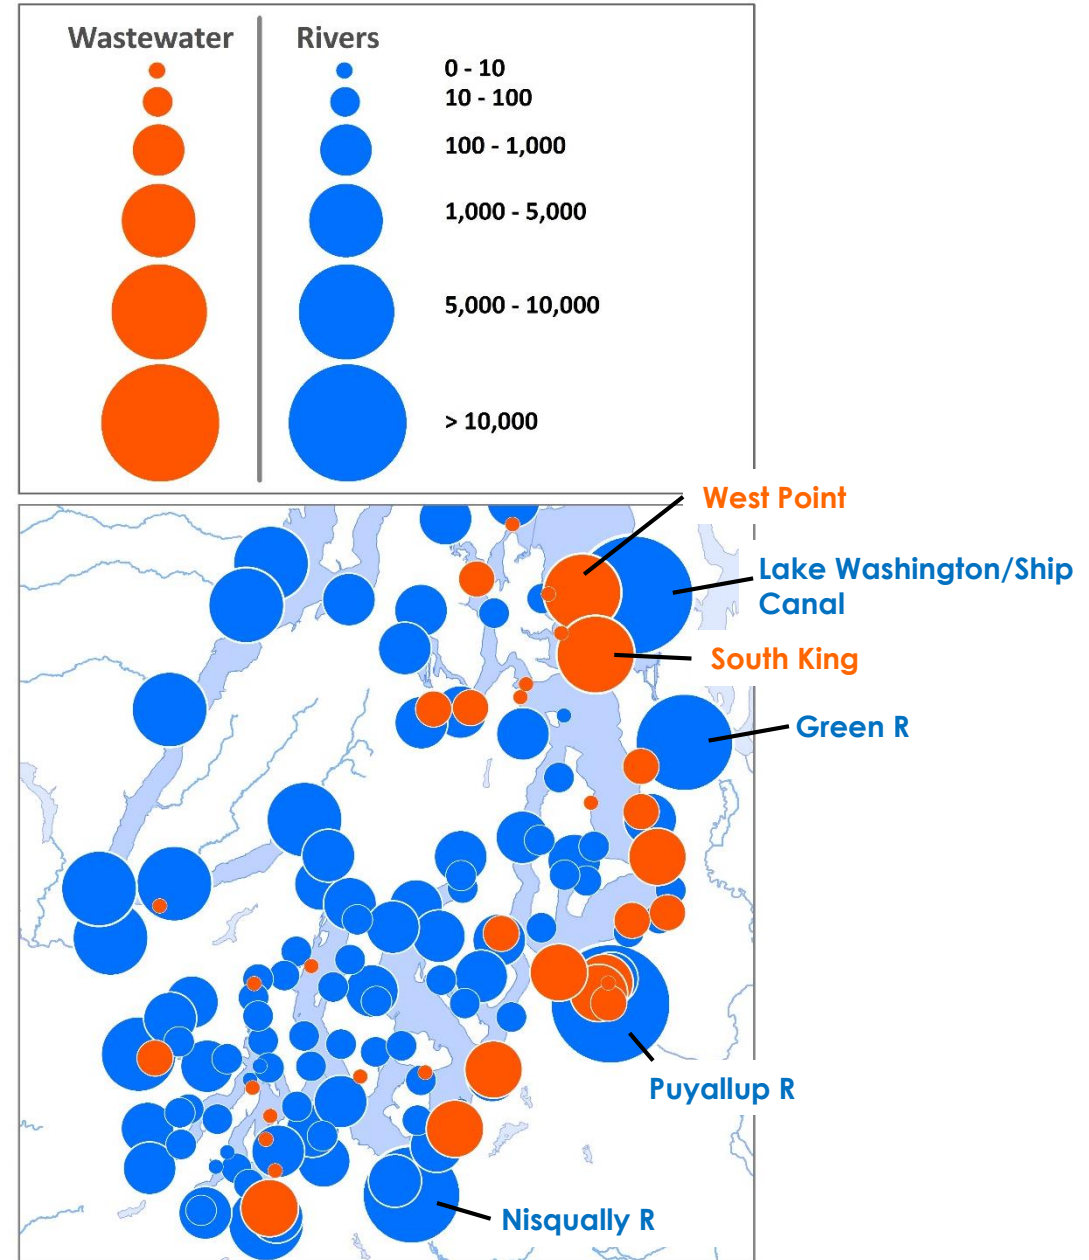 Wastewater
Rivers
0 - 10
10 - 100
100 - 1,000
1,000 - 5,000
5,000 - 10,000
> 10,000
West Point
Lake Washington/Ship
Canal
South King
Green R
Puyallup R
Nisqually R